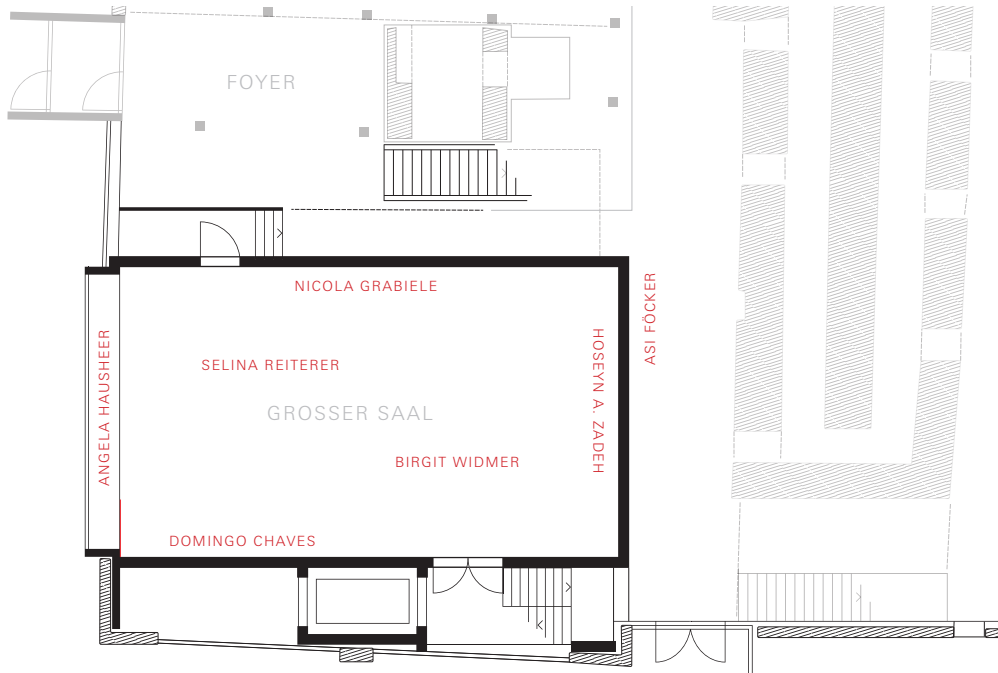 FOYER
NICOLA GRABIELE
ASI FÖCKER
ANGELA HAUSHEER
SELINA REITERER
HOSEYN A. ZADEH
GROSSER SAAL
BIRGIT WIDMER
DOMINGO CHAVES